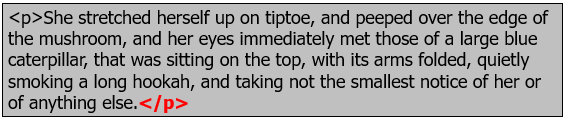 <p>She stretched herself up on tiptoe, and peeped over the edge of
the mushroom, and her eyes immediately met those of a large blue
caterpillar, that was sitting on the top, with its arms folded, quietly
smoking a long hookah, and taking not the smallest notice of her or
of anything else.</p>